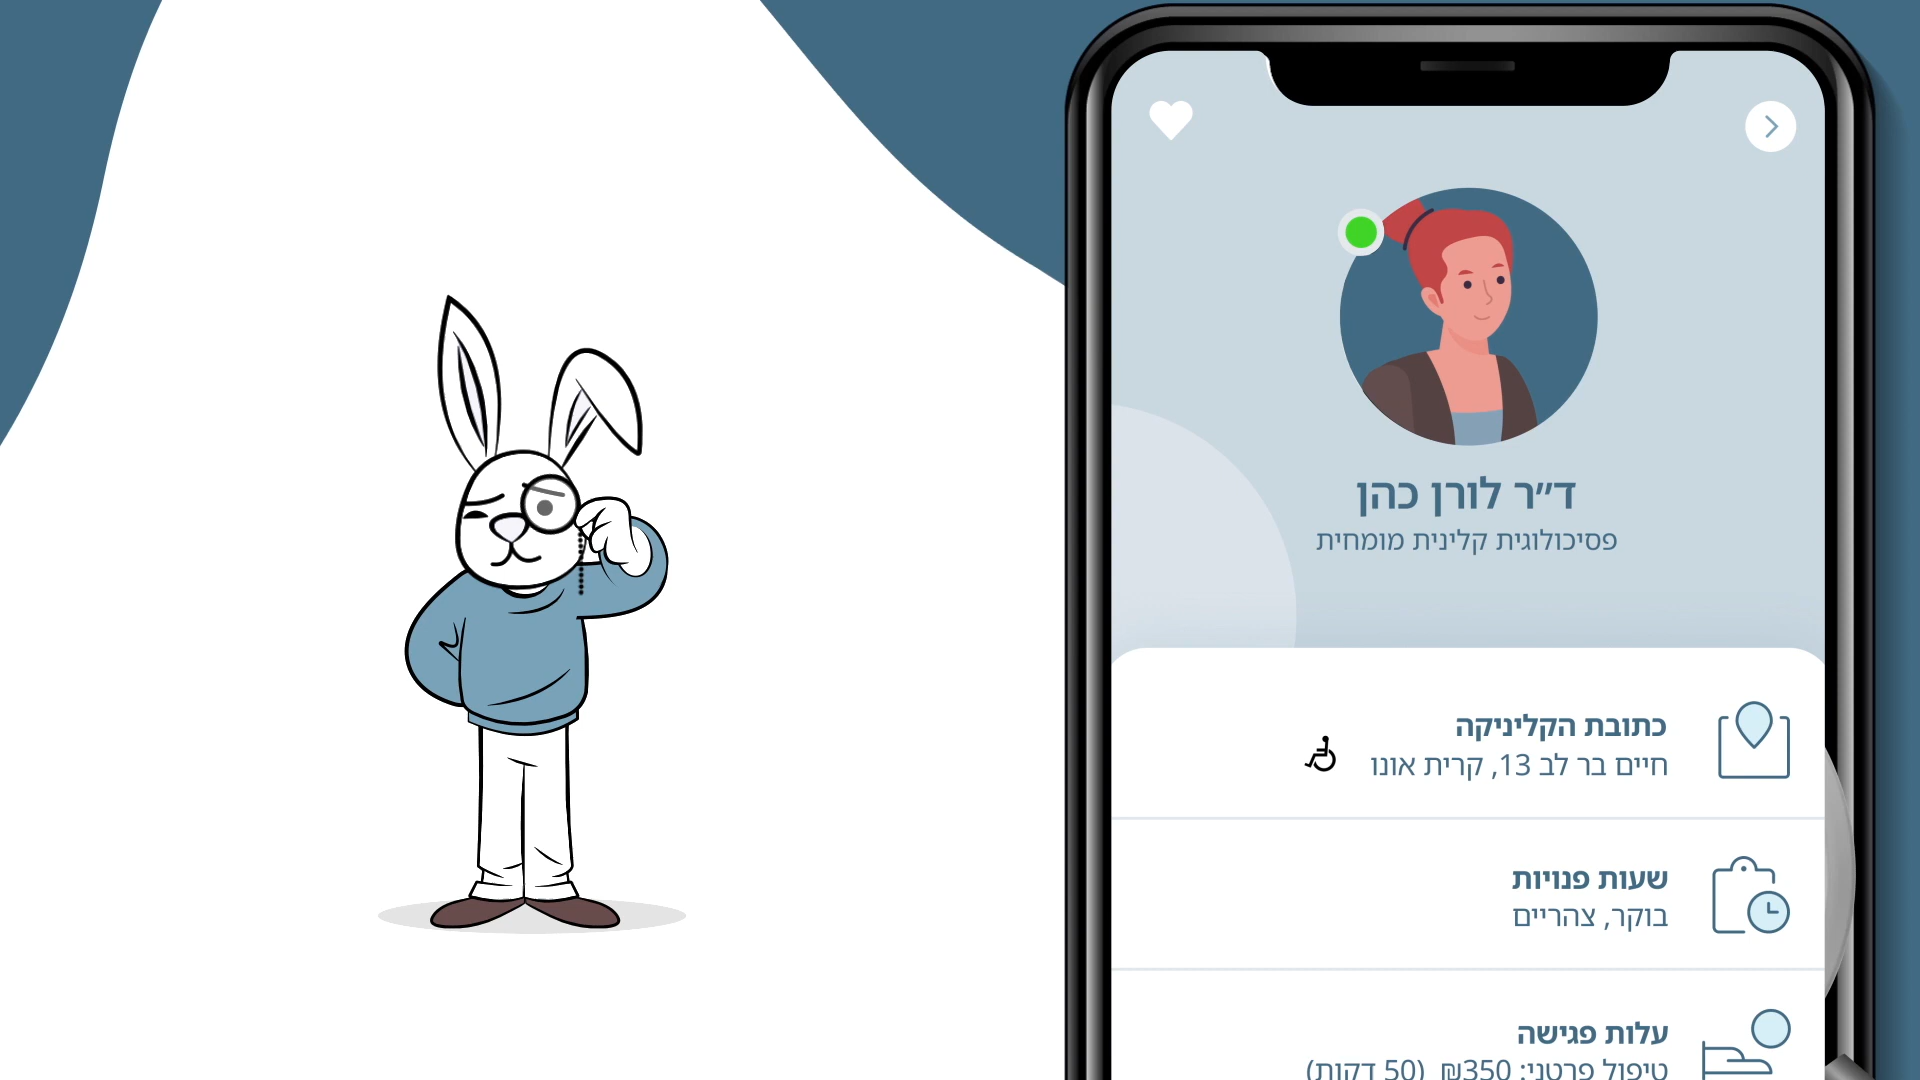 ד״ר לורן כהן
פסיכולוגית קלינית מומחית
כתובת הקליניקה
חיים בר לב 13, קרית אונו
שעות פנויות
בוקר, צהריים
עלות פגישה
טיפול פרטני: 350₪ (50 דקות)